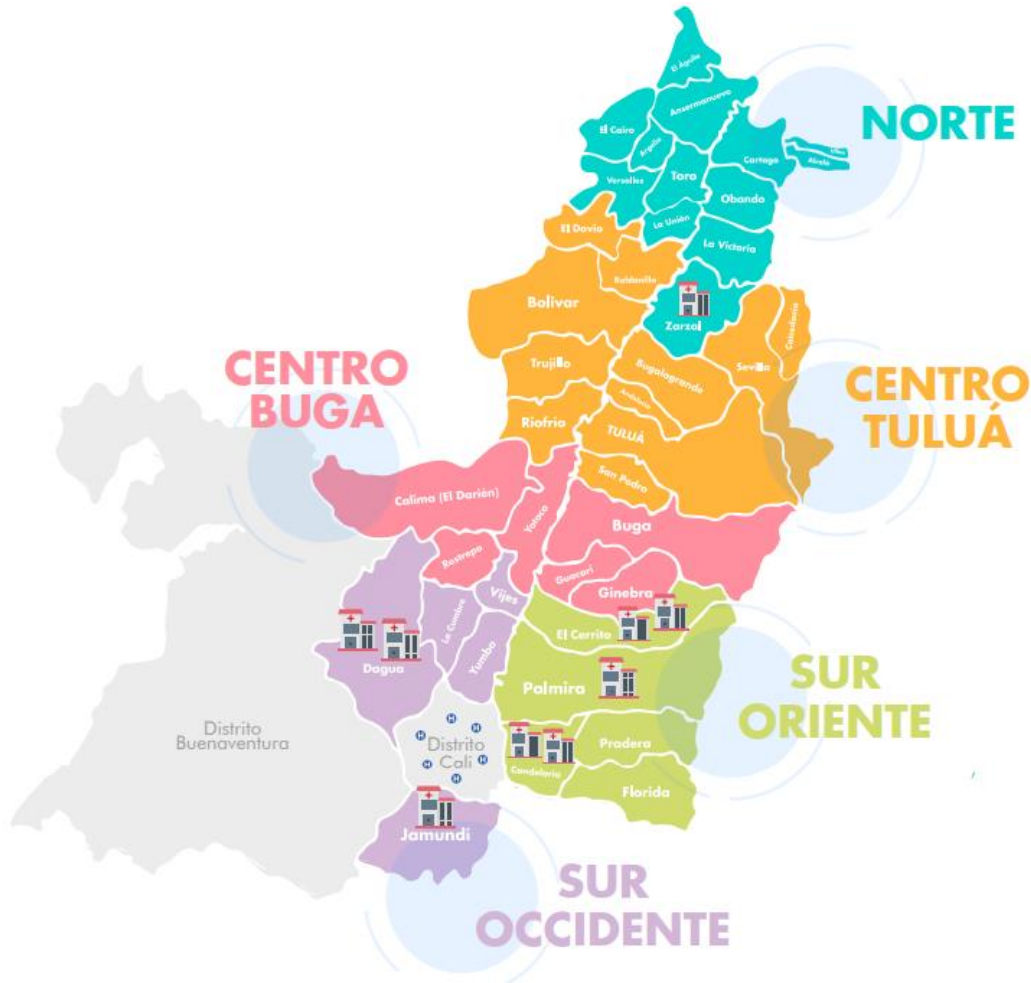 El Águila
Ansermanuevo
NORTE
El Cairo
Argelia
Cartago
Ulloa
Alcalá
Versalles
Toro
Obando
La Unión
El Dovio
La Victoria
Roldanillo
Bolívar
Zarzal
Caicedonia
CENTRO
BUGA
Trujillo
Bugalagrande
Sevilla
CENTRO
TULUÁ
Andalucía
Riofrío
TULUÁ
San Pedro
Calima (El Darién)
Yotoco
Buga
Restrepo
Guacarí
Ginebra
Vijes
La Cumbre
El Cerrito
Dagua
Yumbo
Palmira
SUR
ORIENTE
Distrito
Buenaventura
H
H
H
H
H
H
H
Distrito
Cali
Pradera
Candelaria
Florida
Jamundí
SUR
OCCIDENTE